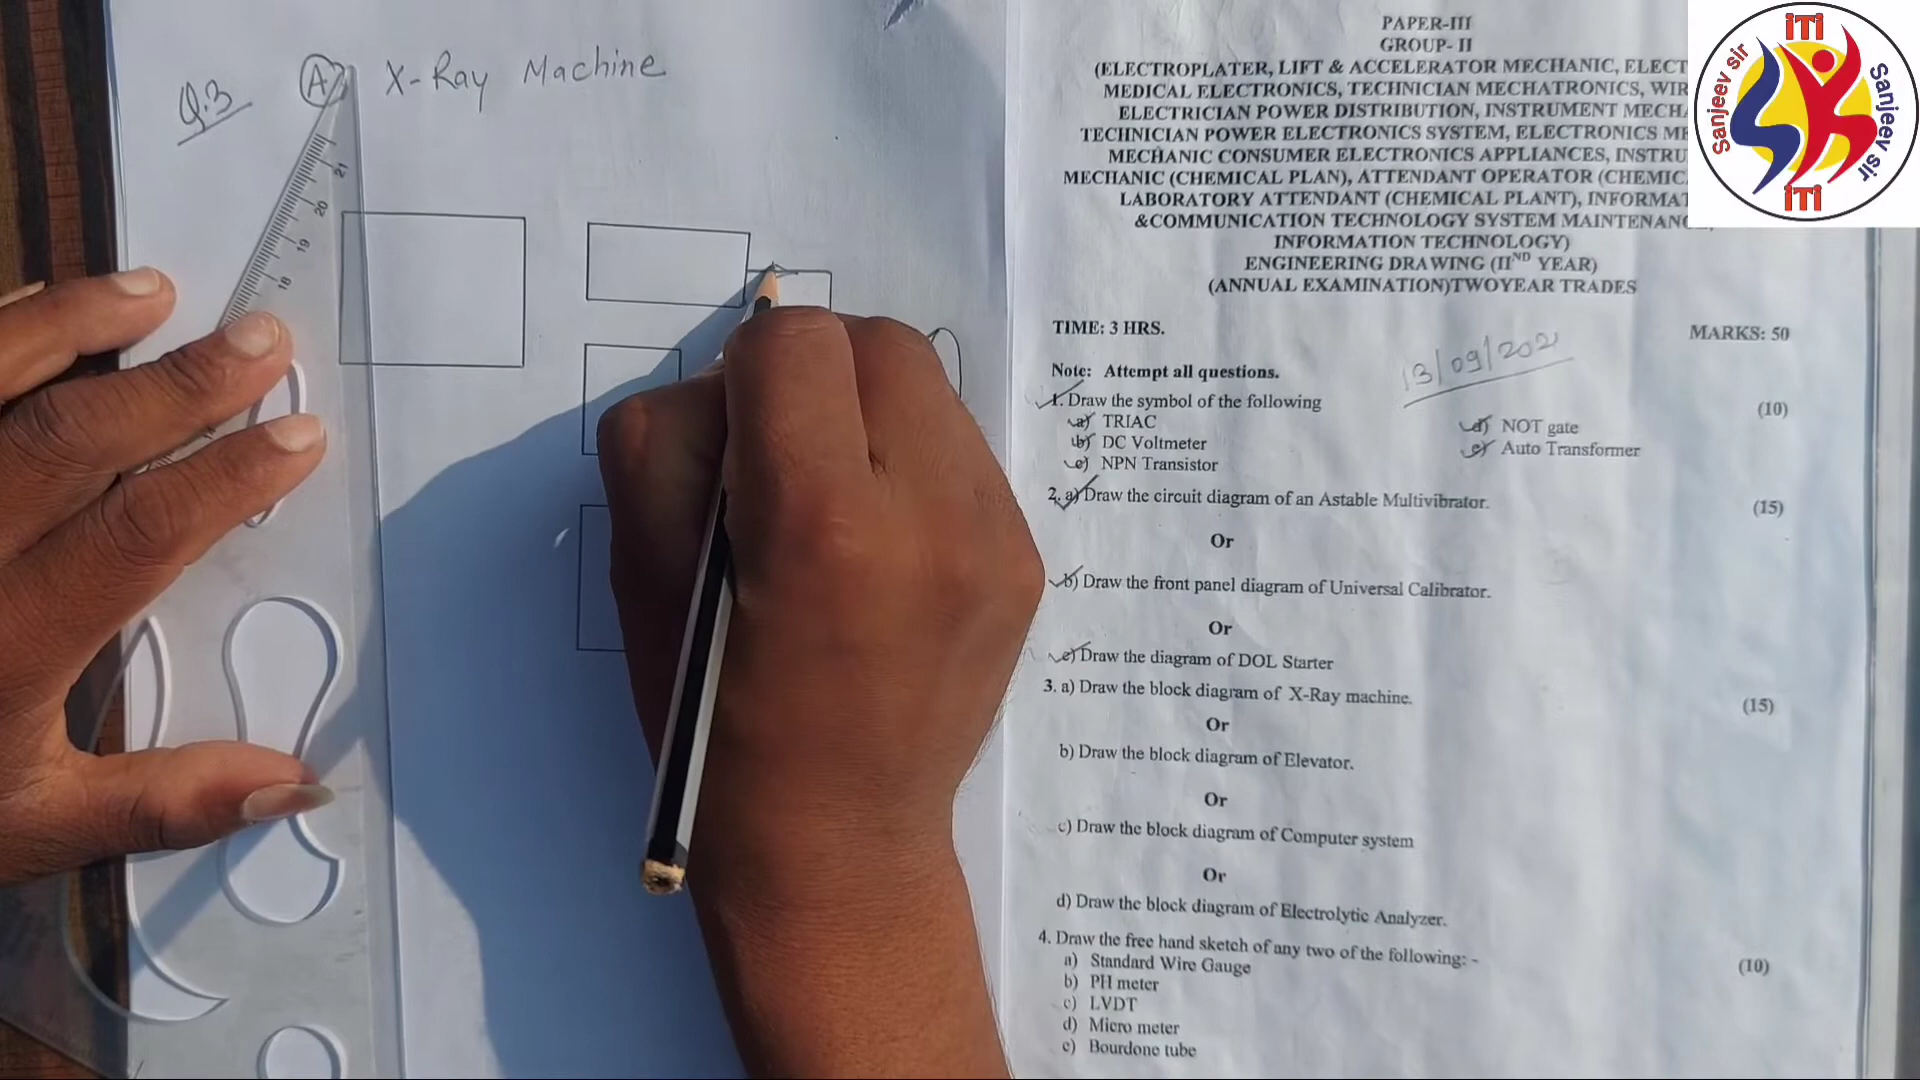 Q.3 (A) X-Ray Machine
21
20
19
18
PAPER-III
GROUP- II
(ELECTROPLATER, LIFT & ACCELERATOR MECHANIC, ELECT
MEDICAL ELECTRONICS, TECHNICIAN MECHATRONICS, WIR
ELECTRICIAN POWER DISTRIBUTION, INSTRUMENT MECHA
TECHNICIAN POWER ELECTRONICS SYSTEM, ELECTRONICS ME
MECHANIC CONSUMER ELECTRONICS APPLIANCES, INSTRU
MECHANIC (CHEMICAL PLAN), ATTENDANT OPERATOR (CHEMIC
LABORATORY ATTENDANT (CHEMICAL PLANT), INFORMAT
&COMMUNICATION TECHNOLOGY SYSTEM MAINTENANC
INFORMATION TECHNOLOGY)
ENGINEERING DRAWING (IIND YEAR)
(ANNUAL EXAMINATION)TWOYEAR TRADES
TIME: 3 HRS. MARKS: 50
13/09/2021
Note: Attempt all questions.
1. Draw the symbol of the following (10)
a) TRIAC d) NOT gate
b) DC Voltmeter e) Auto Transformer
c) NPN Transistor
2. a) Draw the circuit diagram of an Astable Multivibrator. (15)
Or
b) Draw the front panel diagram of Universal Calibrator.
Or
c) Draw the diagram of DOL Starter
3. a) Draw the block diagram of X-Ray machine. (15)
Or
b) Draw the block diagram of Elevator.
Or
c) Draw the block diagram of Computer system
Or
d) Draw the block diagram of Electrolytic Analyzer.
4. Draw the free hand sketch of any two of the following: - (10)
a) Standard Wire Gauge
b) PH meter
c) LVDT
d) Micro meter
e) Bourdone tube
iTi
Sanjeev sir
Sanjeev sir
iTi